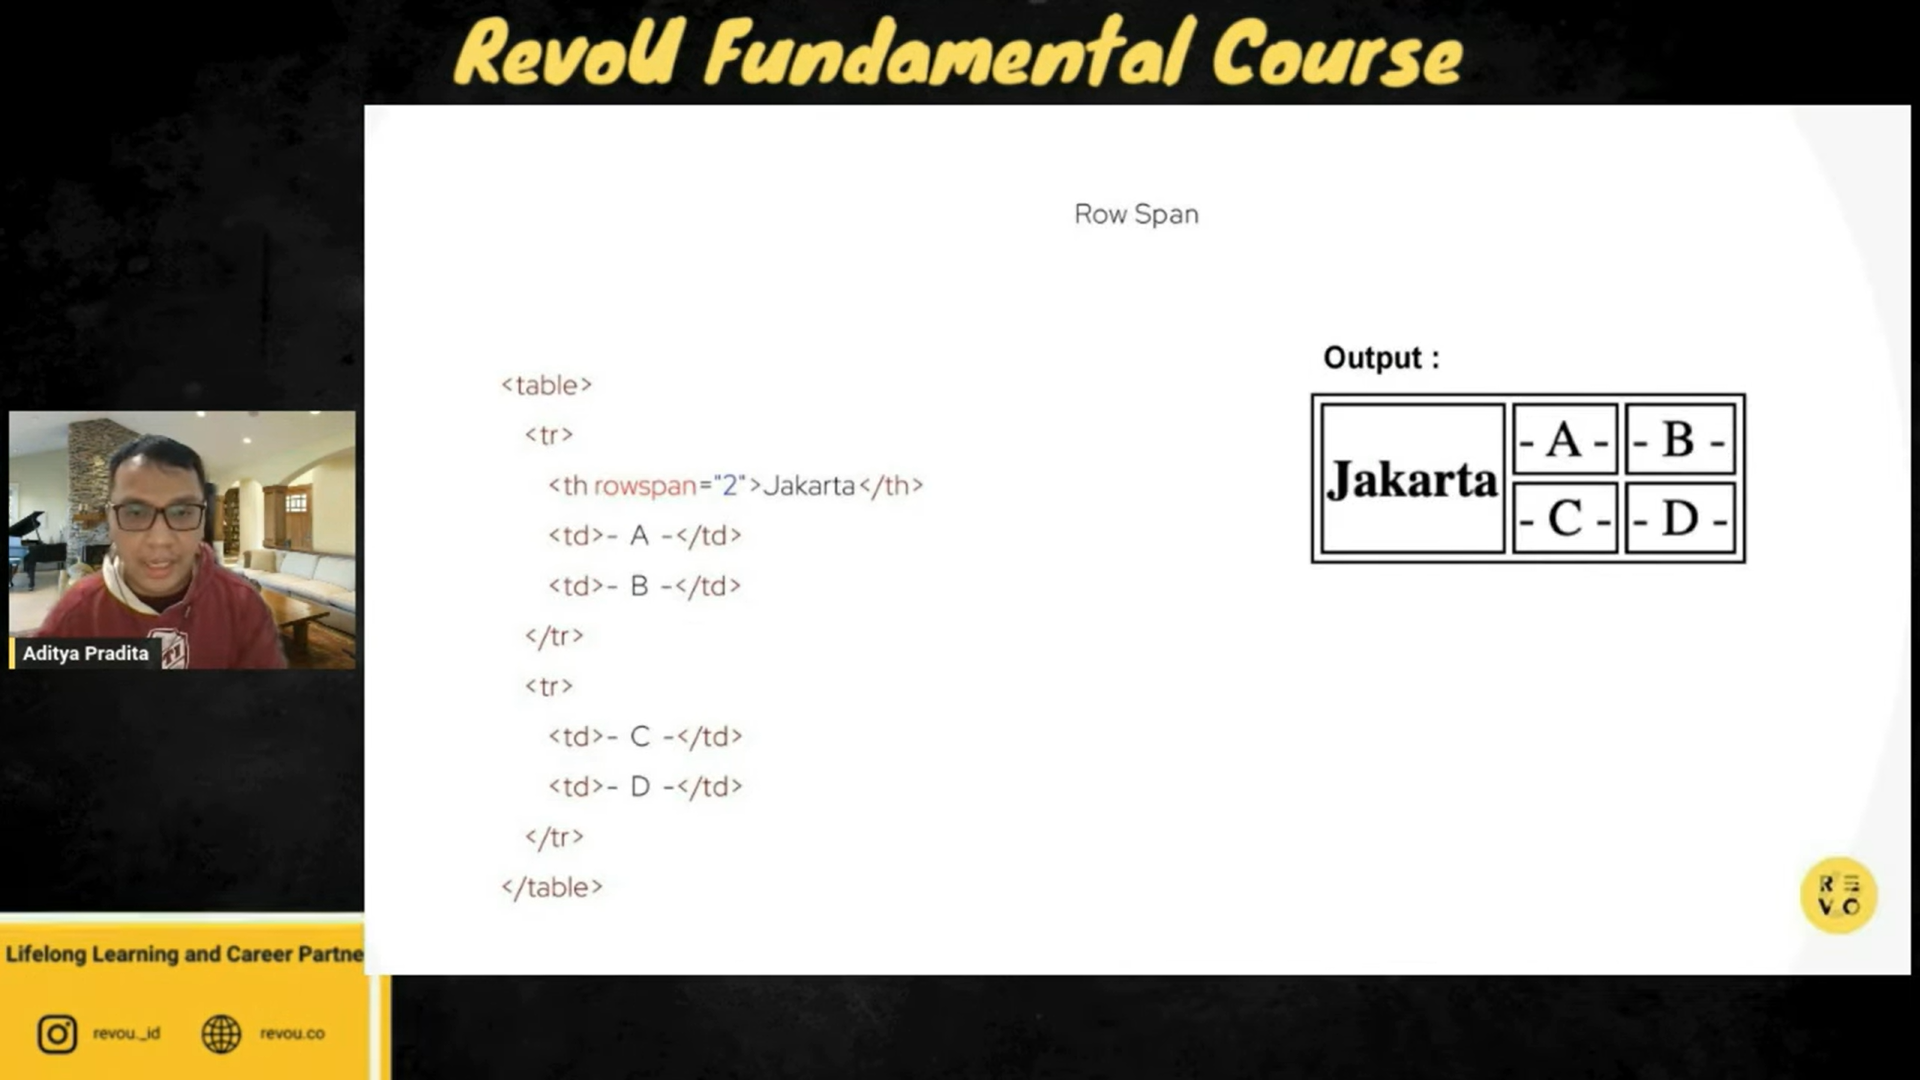 RevoU Fundamental Course
Row Span
<table>
<tr>
<th rowspan="2">Jakarta</th>
<td>- A -</td>
<td>- B -</td>
</tr>
<tr>
<td>- C -</td>
<td>- D -</td>
</tr>
</table>
Output :
Jakarta - A - - B -
- C - - D -
Aditya Pradita
Lifelong Learning and Career Partne
revou_id
revou.co
RE
VO